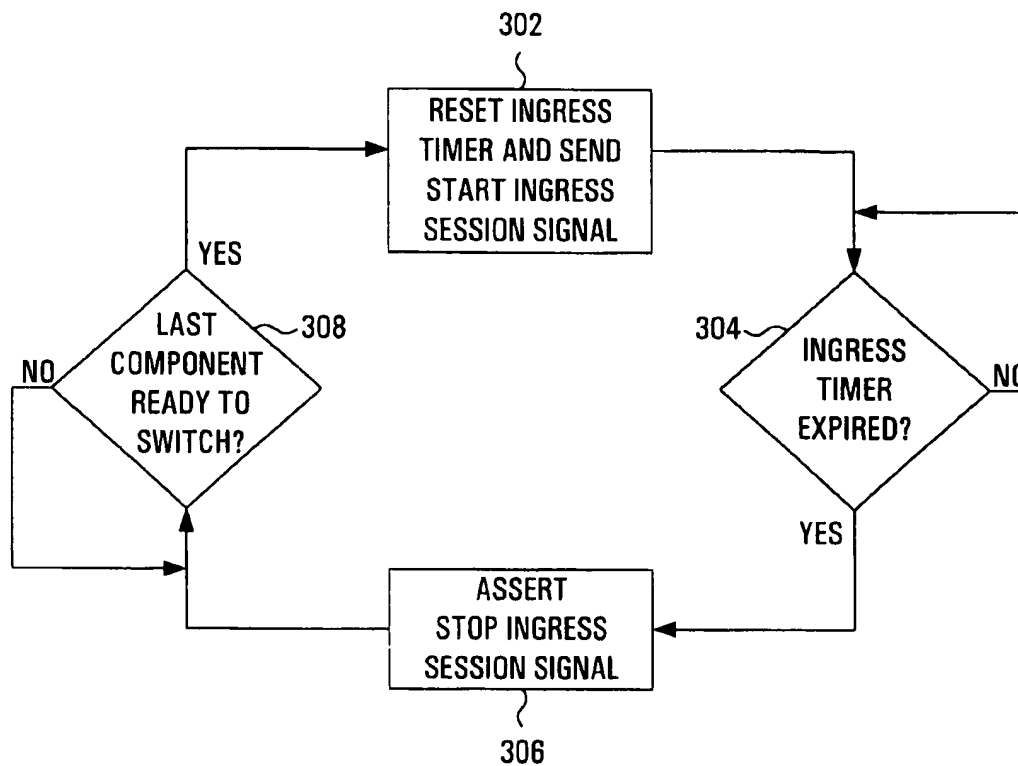 302
RESET INGRESS
TIMER AND SEND
START INGRESS
SESSION SIGNAL
YES
LAST
COMPONENT
READY TO
SWITCH?
308
NO
304
INGRESS
TIMER
EXPIRED?
NO
YES
ASSERT
STOP INGRESS
SESSION SIGNAL
306